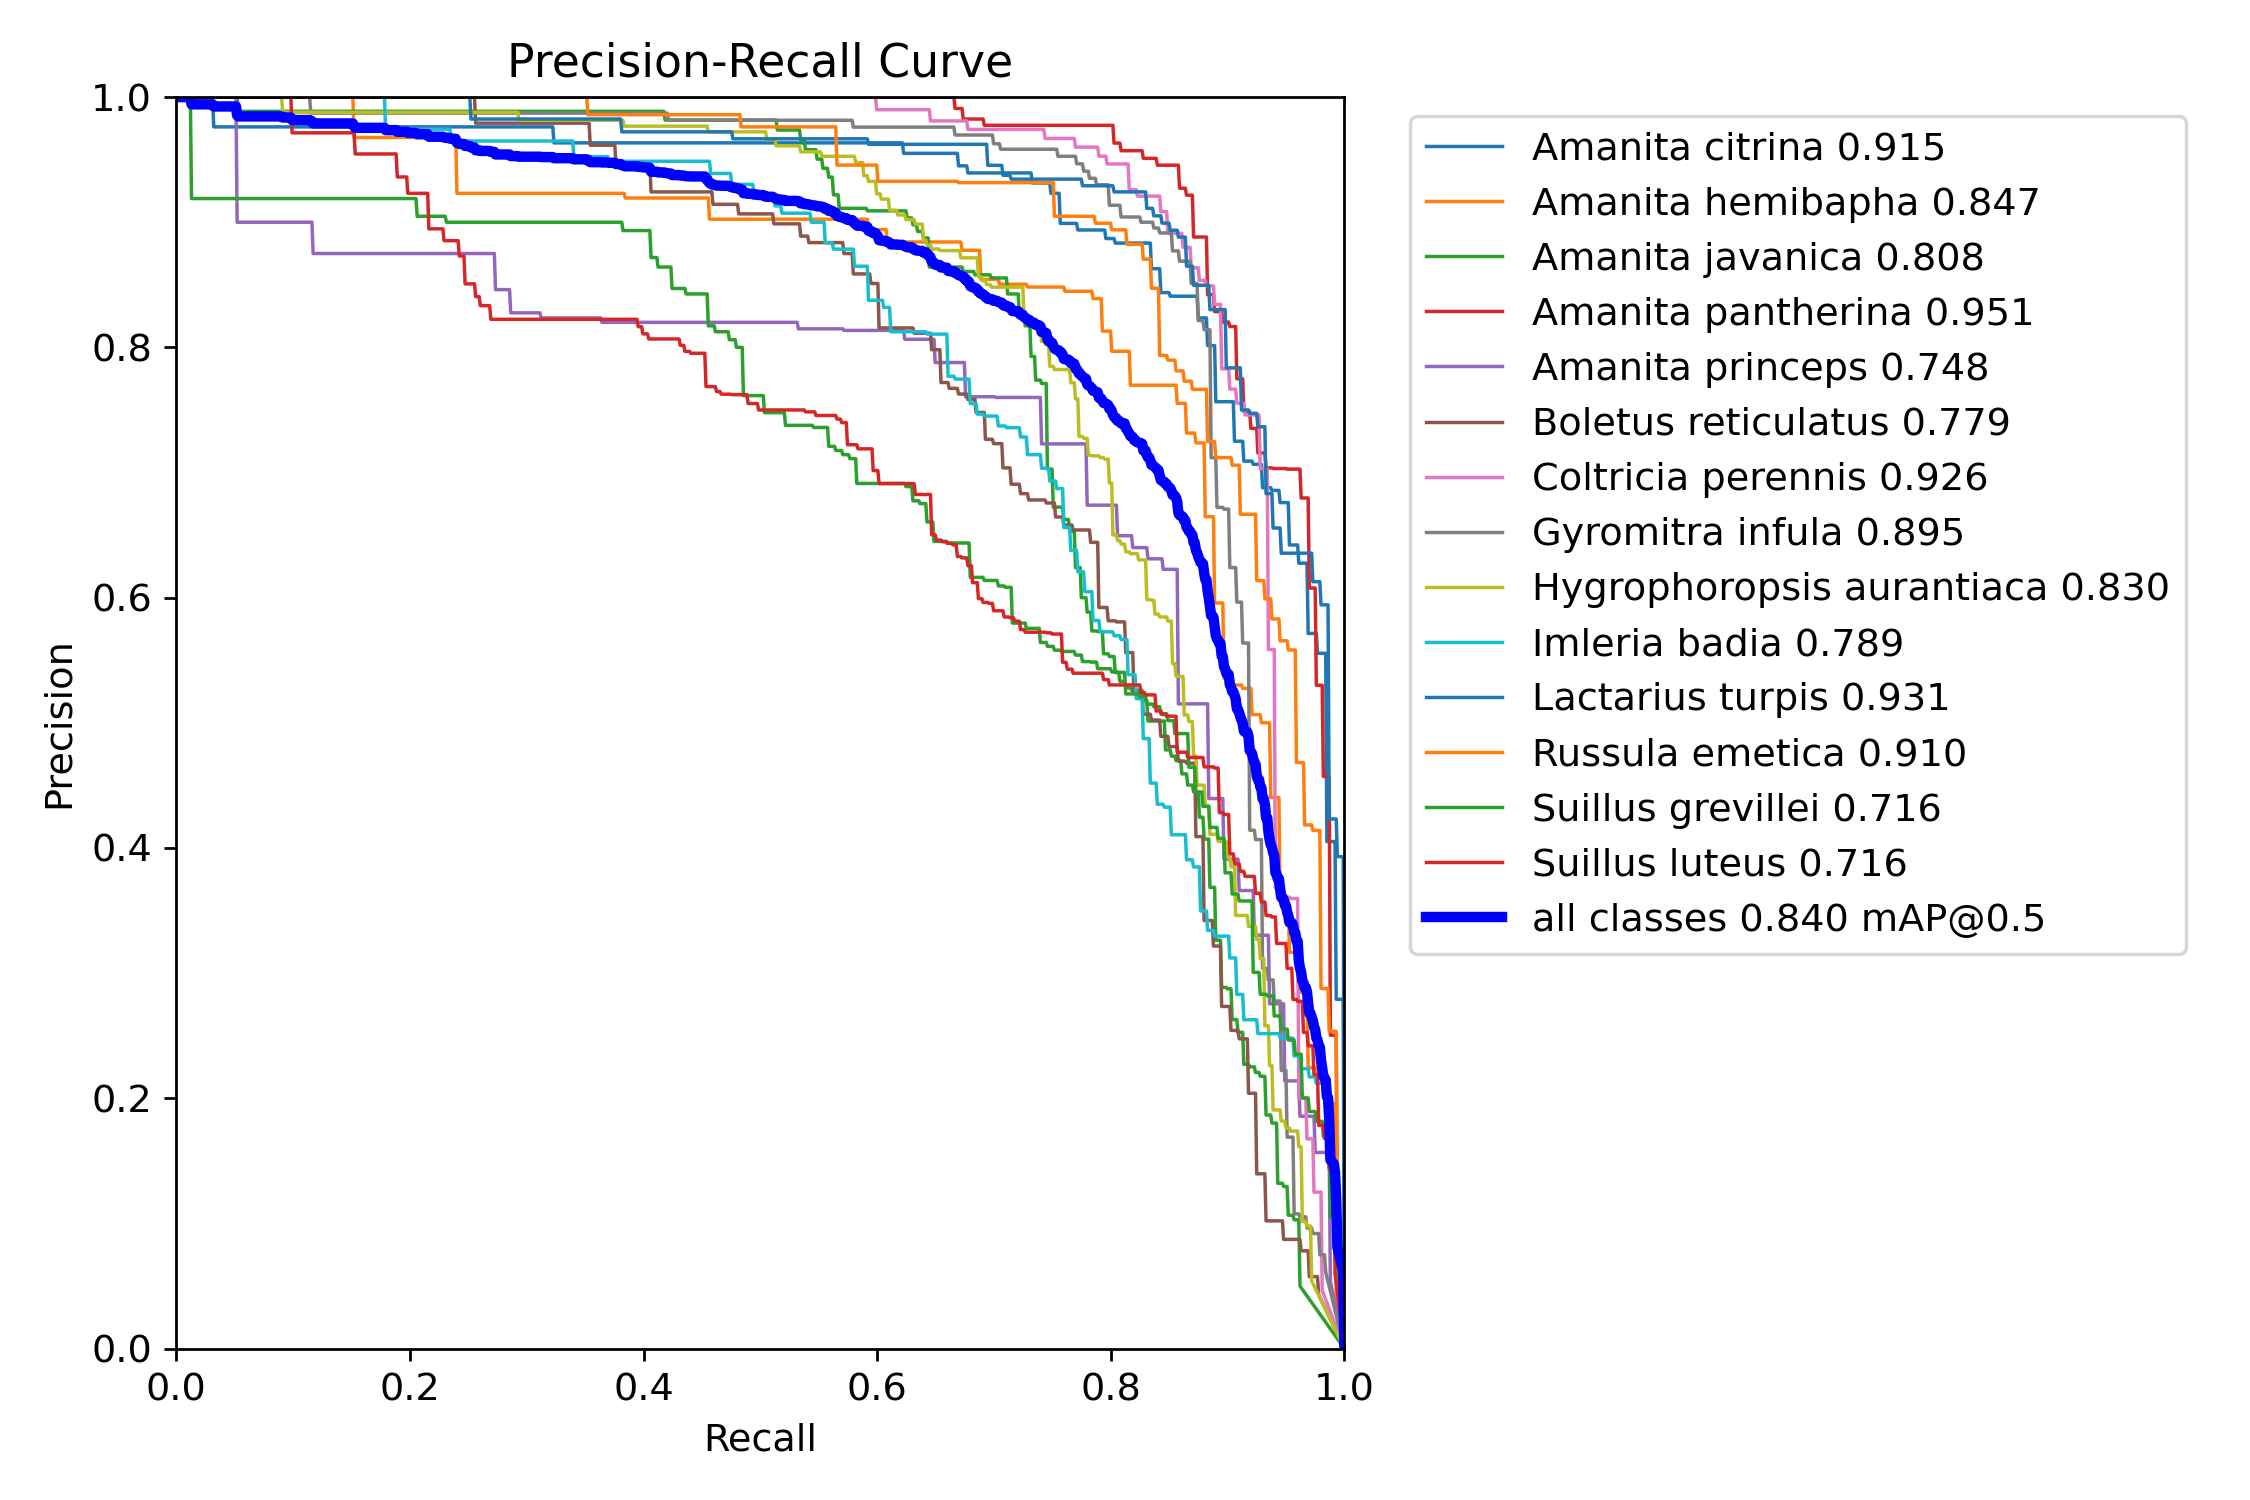 Precision-Recall Curve
1.0
0.8
0.6
0.4
0.2
0.0
Precision
0.0 0.2 0.4 0.6 0.8 1.0
Recall
Amanita citrina 0.915
Amanita hemibapha 0.847
Amanita javanica 0.808
Amanita pantherina 0.951
Amanita princeps 0.748
Boletus reticulatus 0.779
Coltricia perennis 0.926
Gyromitra infula 0.895
Hygrophoropsis aurantiaca 0.830
Imleria badia 0.789
Lactarius turpis 0.931
Russula emetica 0.910
Suillus grevillei 0.716
Suillus luteus 0.716
all classes 0.840 mAP@0.5